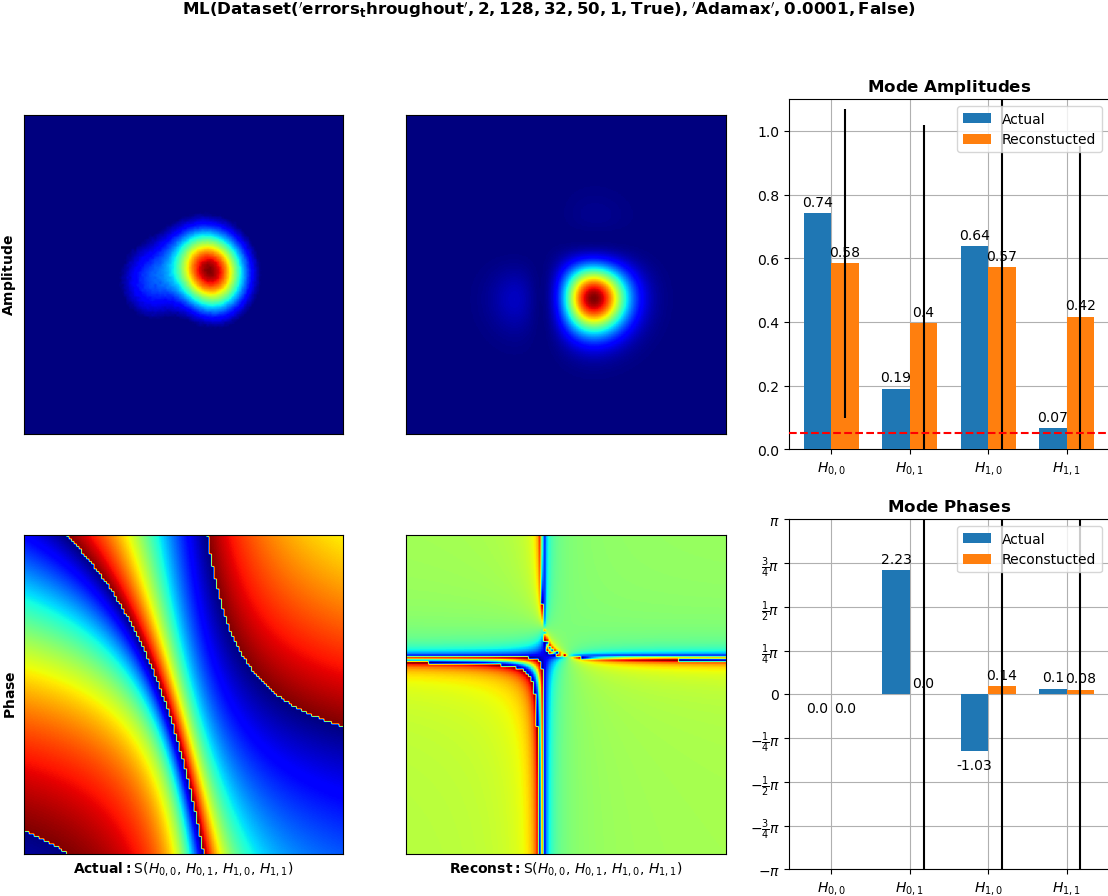 ML(Dataset('errors_throughout', 2, 128, 32, 50, 1, True), 'Adamax', 0.0001, False)
Amplitude
Mode Amplitudes
Actual
Reconstucted
1.0
0.8
0.6
0.4
0.2
0.0
0.74
0.58
0.19
0.4
0.64
0.57
0.07
0.42
H0,0 H0,1 H1,0 H1,1
Phase
Actual: S(H0,0, H0,1, H1,0, H1,1)
Reconst: S(H0,0, H0,1, H1,0, H1,1)
Mode Phases
Actual
Reconstucted
π
3/4π
1/2π
1/4π
0
−1/4π
−1/2π
−3/4π
−π
0.0
0.0
2.23
0.0
-1.03
0.14
0.1
0.08
H0,0 H0,1 H1,0 H1,1